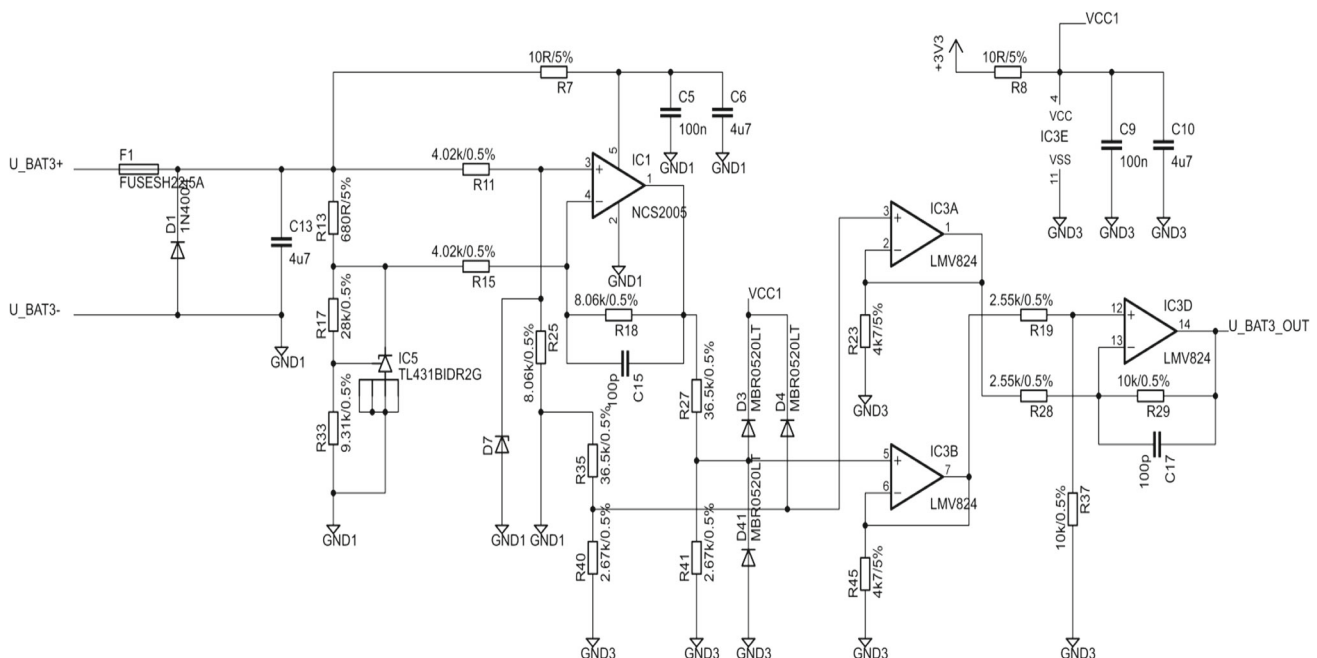 VCC1
+3V3
10R/5%
R7
10R/5%
R8
C5
100n
C6
4u7
4
VCC
IC3E
VSS
11
C9
100n
C10
4u7
GND1
GND1
GND3
GND3
GND3
U_BAT3+
F1
FUSESH22,5A
D1
1N4001
R13
680R/5%
C13
4u7
4.02k/0.5%
R11
3
+
4
−
5
2
IC1
1
NCS2005
GND1
4.02k/0.5%
R15
U_BAT3-
GND1
R17
28k/0.5%
IC5
TL431BIDR2G
R33
9.31k/0.5%
GND1
8.06k/0.5%
R18
100p
C15
8.06k/0.5%
R25
D7
GND1
GND1
R35
36.5k/0.5%
R40
2.67k/0.5%
GND3
R27
36.5k/0.5%
R41
2.67k/0.5%
GND3
VCC1
D3
MBR0520LT
D4
MBR0520LT
D41
MBR0520LT
GND3
3
+
2
−
IC3A
1
LMV824
R23
4k7/5%
GND3
5
+
6
−
IC3B
7
LMV824
R45
4k7/5%
GND3
2.55k/0.5%
R19
2.55k/0.5%
R28
12
+
13
−
IC3D
14
LMV824
U_BAT3_OUT
10k/0.5%
R29
100p
C17
10k/0.5%
R37
GND3